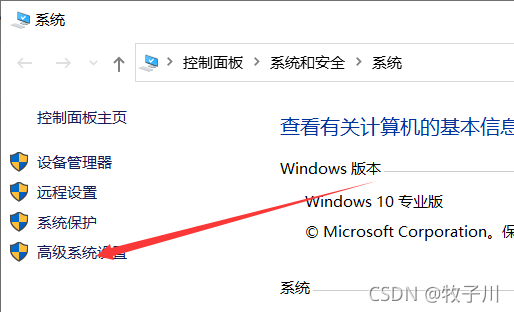 系统
控制面板 > 系统和安全 > 系统
控制面板主页
查看有关计算机的基本信息
设备管理器
Windows 版本
远程设置
Windows 10 专业版
系统保护
© Microsoft Corporation。保
高级系统设置
系统
CSDN @牧子川